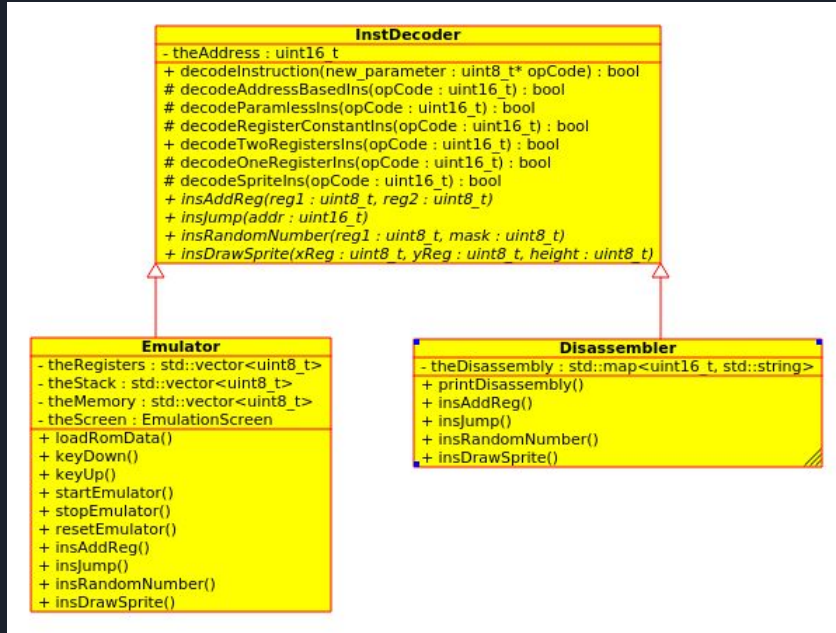 InstDecoder
- theAddress : uint16_t
+ decodeInstruction(new_parameter : uint8_t* opCode) : bool
# decodeAddressBasedIns(opCode : uint16_t) : bool
# decodeParamlessIns(opCode : uint16_t) : bool
# decodeRegisterConstantIns(opCode : uint16_t) : bool
+ decodeTwoRegistersIns(opCode : uint16_t) : bool
# decodeOneRegisterIns(opCode : uint16_t) : bool
# decodeSpriteIns(opCode : uint16_t) : bool
+ insAddReg(reg1 : uint8_t, reg2 : uint8_t)
+ insJump(addr : uint16_t)
+ insRandomNumber(reg1 : uint8_t, mask : uint8_t)
+ insDrawSprite(xReg : uint8_t, yReg : uint8_t, height : uint8_t)
Emulator
- theRegisters : std::vector<uint8_t>
- theStack : std::vector<uint8_t>
- theMemory : std::vector<uint8_t>
- theScreen : EmulationScreen
+ loadRomData()
+ keyDown()
+ keyUp()
+ startEmulator()
+ stopEmulator()
+ resetEmulator()
+ insAddReg()
+ insJump()
+ insRandomNumber()
+ insDrawSprite()
Disassembler
- theDisassembly : std::map<uint16_t, std::string>
+ printDisassembly()
+ insAddReg()
+ insJump()
+ insRandomNumber()
+ insDrawSprite()